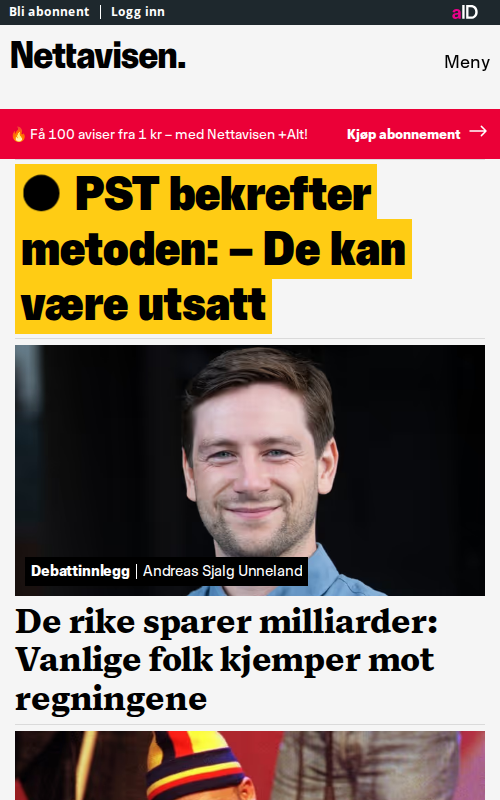 Bli abonnent | Logg inn
aID
Nettavisen.
Meny
🔥 Få 100 aviser fra 1 kr – med Nettavisen +Alt!
Kjøp abonnement →
● PST bekrefter
metoden: – De kan
være utsatt
Debattinnlegg | Andreas Sjalg Unneland
De rike sparer milliarder:
Vanlige folk kjemper mot
regningene